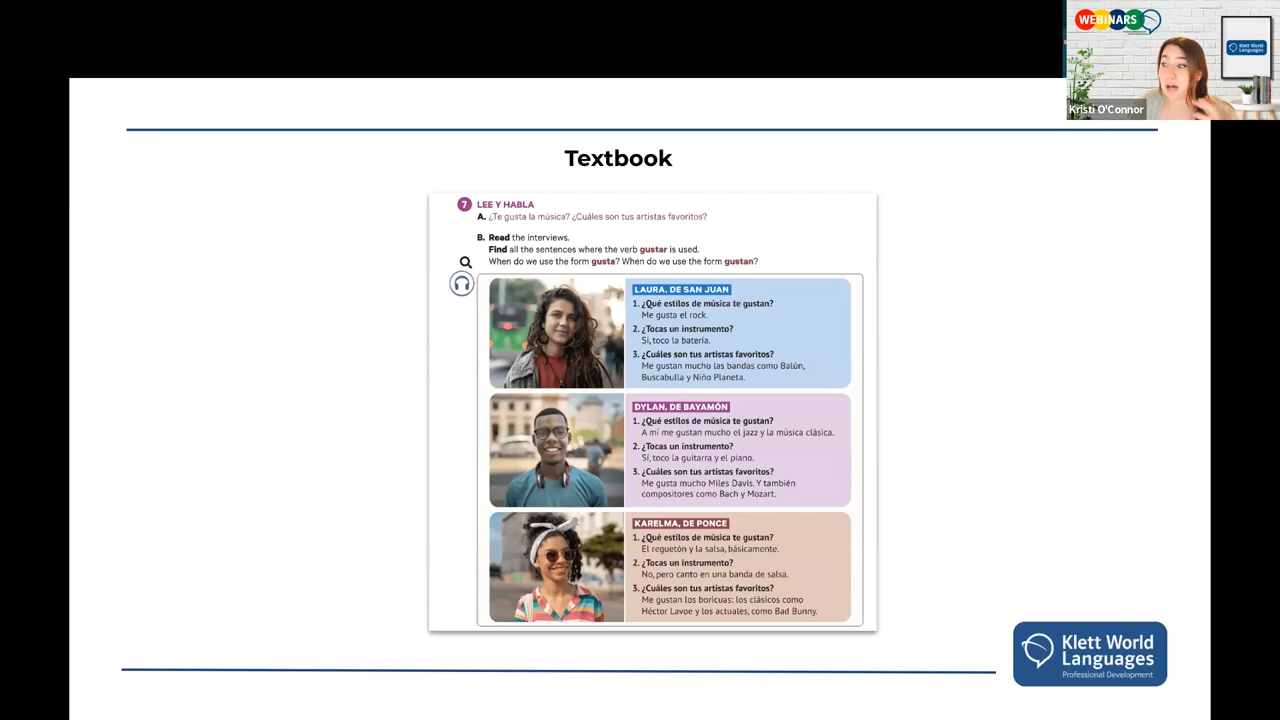 WEBINARS
Klett World
Languages
Kristi O'Connor
Textbook
7 LEE Y HABLA
A. ¿Te gusta la música? ¿Cuáles son tus artistas favoritos?
B. Read the interviews.
Find all the sentences where the verb gustar is used.
When do we use the form gusta? When do we use the form gustan?
LAURA, DE SAN JUAN
1. ¿Qué estilos de música te gustan?
Me gusta el rock.
2. ¿Tocas un instrumento?
Sí, toco la batería.
3. ¿Cuáles son tus artistas favoritos?
Me gustan mucho las bandas como Balún,
Buscabulla y Niño Planeta.
DYLAN, DE BAYAMÓN
1. ¿Qué estilos de música te gustan?
A mí me gustan mucho el jazz y la música clásica.
2. ¿Tocas un instrumento?
Sí, toco la guitarra y el piano.
3. ¿Cuáles son tus artistas favoritos?
Me gusta mucho Miles Davis. Y también
compositores como Bach y Mozart.
KARELMA, DE PONCE
1. ¿Qué estilos de música te gustan?
El reguetón y la salsa, básicamente.
2. ¿Tocas un instrumento?
No, pero canto en una banda de salsa.
3. ¿Cuáles son tus artistas favoritos?
Me gustan los boricuas: los clásicos como
Héctor Lavoe y los actuales, como Bad Bunny.
Klett World
Languages
Professional Development